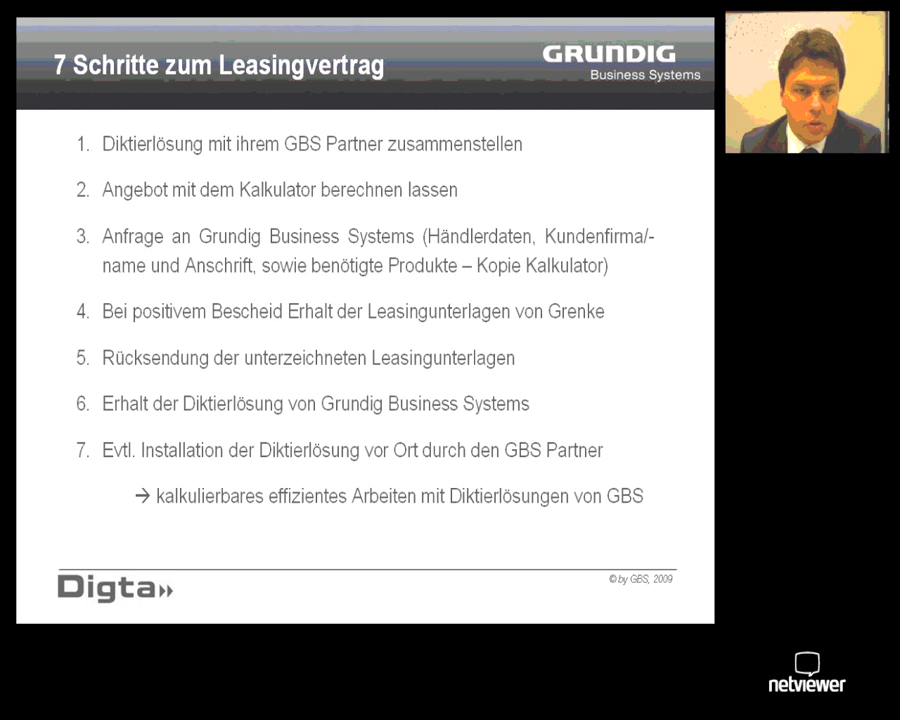 7 Schritte zum Leasingvertrag
GRUNDIG
Business Systems
1. Diktierlösung mit ihrem GBS Partner zusammenstellen
2. Angebot mit dem Kalkulator berechnen lassen
3. Anfrage an Grundig Business Systems (Händlerdaten, Kundenfirma/-
name und Anschrift, sowie benötigte Produkte – Kopie Kalkulator)
4. Bei positivem Bescheid Erhalt der Leasingunterlagen von Grenke
5. Rücksendung der unterzeichneten Leasingunterlagen
6. Erhalt der Diktierlösung von Grundig Business Systems
7. Evtl. Installation der Diktierlösung vor Ort durch den GBS Partner
→ kalkulierbares effizientes Arbeiten mit Diktierlösungen von GBS
Digta
© by GBS, 2009
netviewer